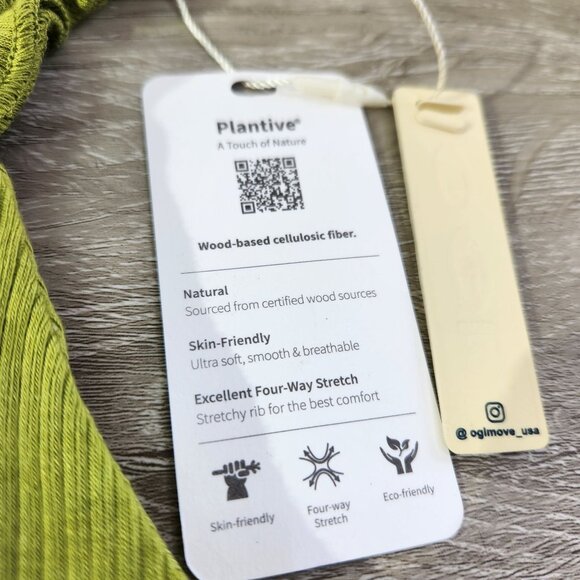 Plantive®
A Touch of Nature
Wood-based cellulosic fiber.
Natural
Sourced from certified wood sources
Skin-Friendly
Ultra soft, smooth & breathable
Excellent Four-Way Stretch
Stretchy rib for the best comfort
Skin-friendly
Four-way
Stretch
Eco-friendly
@ ogimove_usa